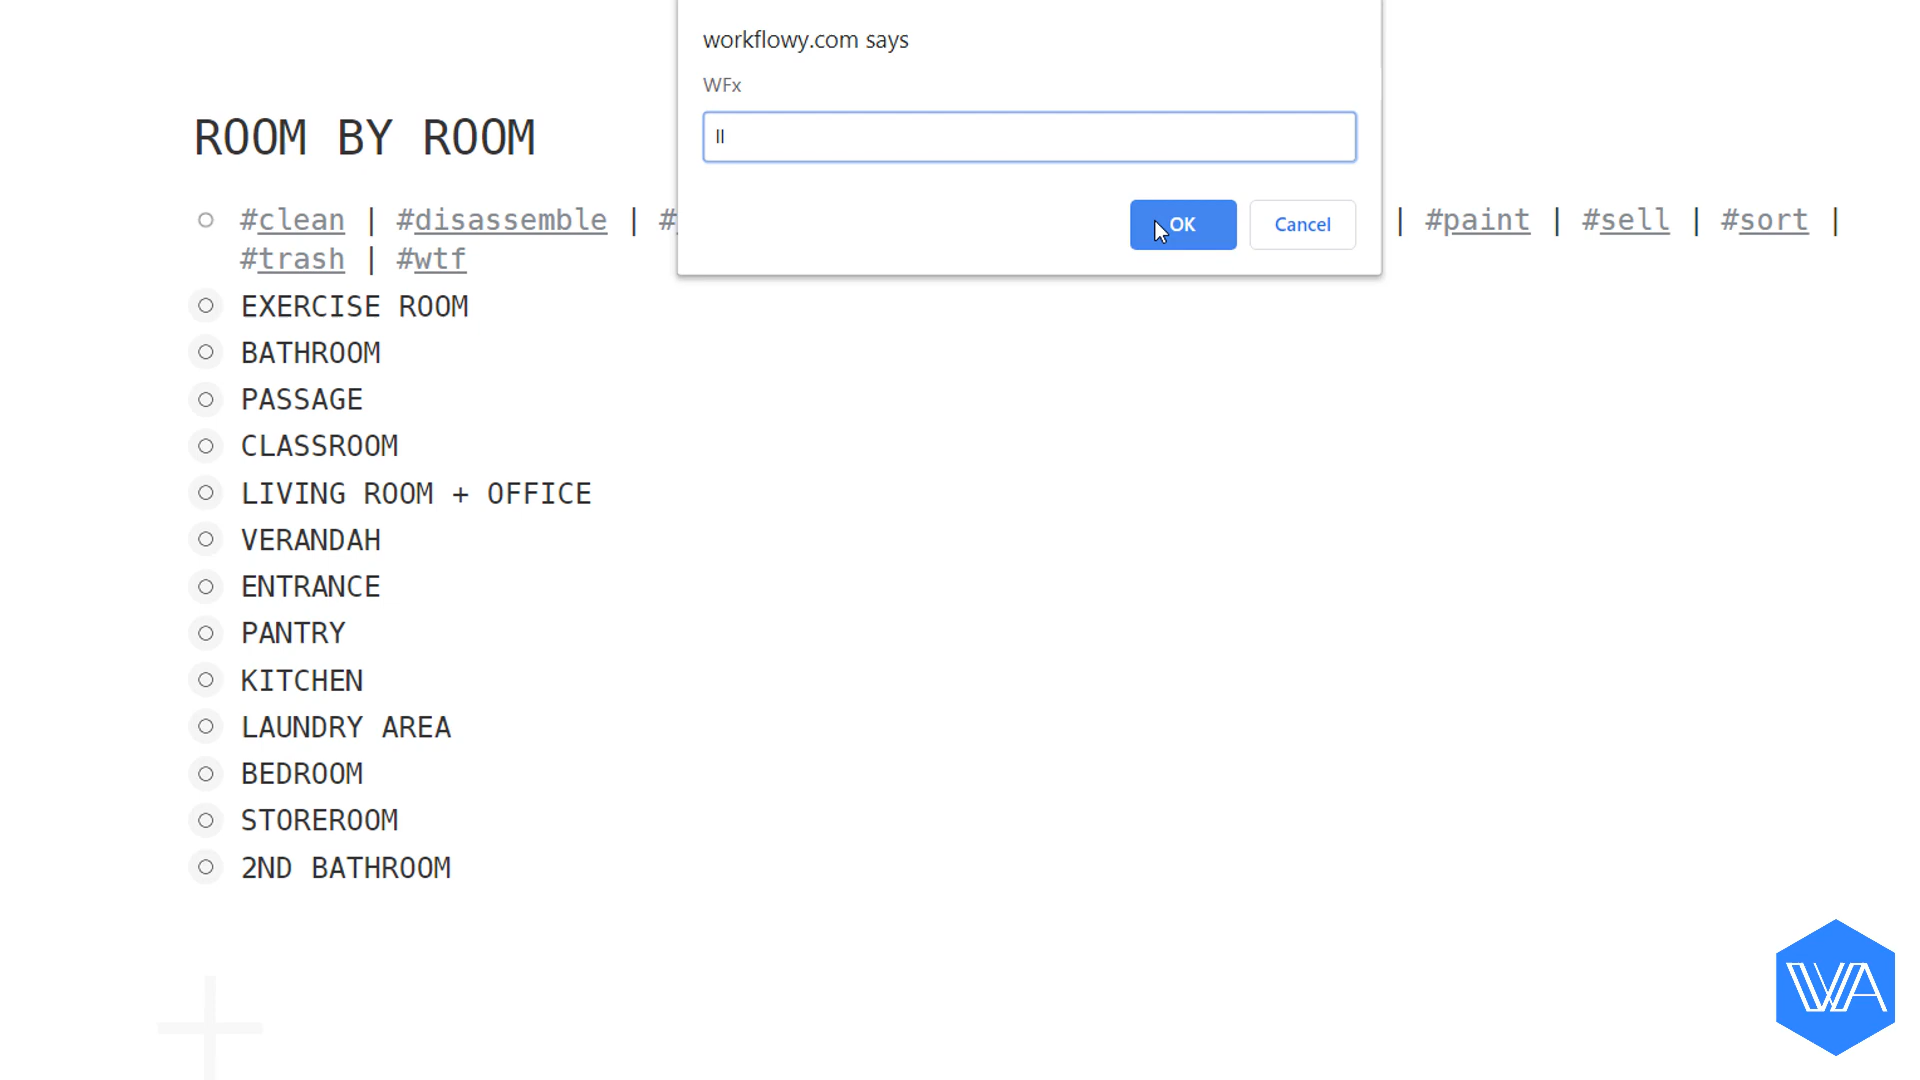 workflowy.com says
WFx
ll
OK Cancel
ROOM BY ROOM
#clean | #disassemble | # | #paint | #sell | #sort |
#trash | #wtf
EXERCISE ROOM
BATHROOM
PASSAGE
CLASSROOM
LIVING ROOM + OFFICE
VERANDAH
ENTRANCE
PANTRY
KITCHEN
LAUNDRY AREA
BEDROOM
STOREROOM
2ND BATHROOM
WA